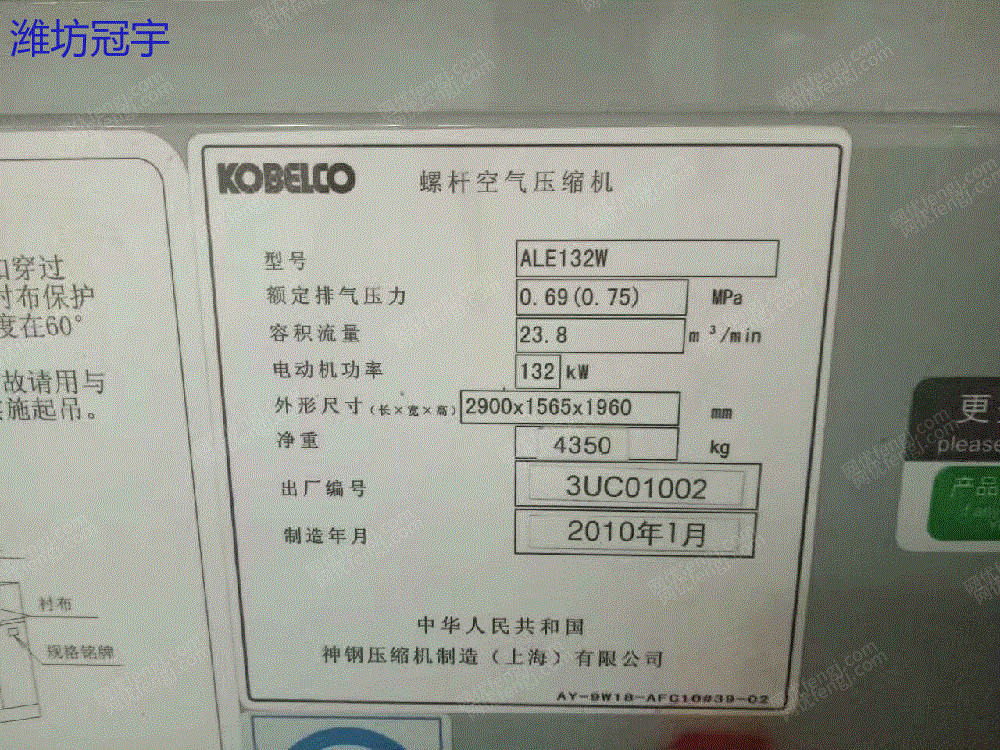 潍坊冠宇
KOBELCO 螺杆空气压缩机
型号 ALE132W
额定排气压力 0.69(0.75) MPa
容积流量 23.8 m³/min
电动机功率 132 kW
外形尺寸(长×宽×高) 2900x1565x1960 mm
净重 4350 kg
出厂编号 3UC01002
制造年月 2010年1月
中华人民共和国
神钢压缩机制造（上海）有限公司
AY-9W18-AFC10#39-02
穿过
衬布保护
度在60°
故请用与
施起吊。
衬布
规格铭牌
更
please
产品